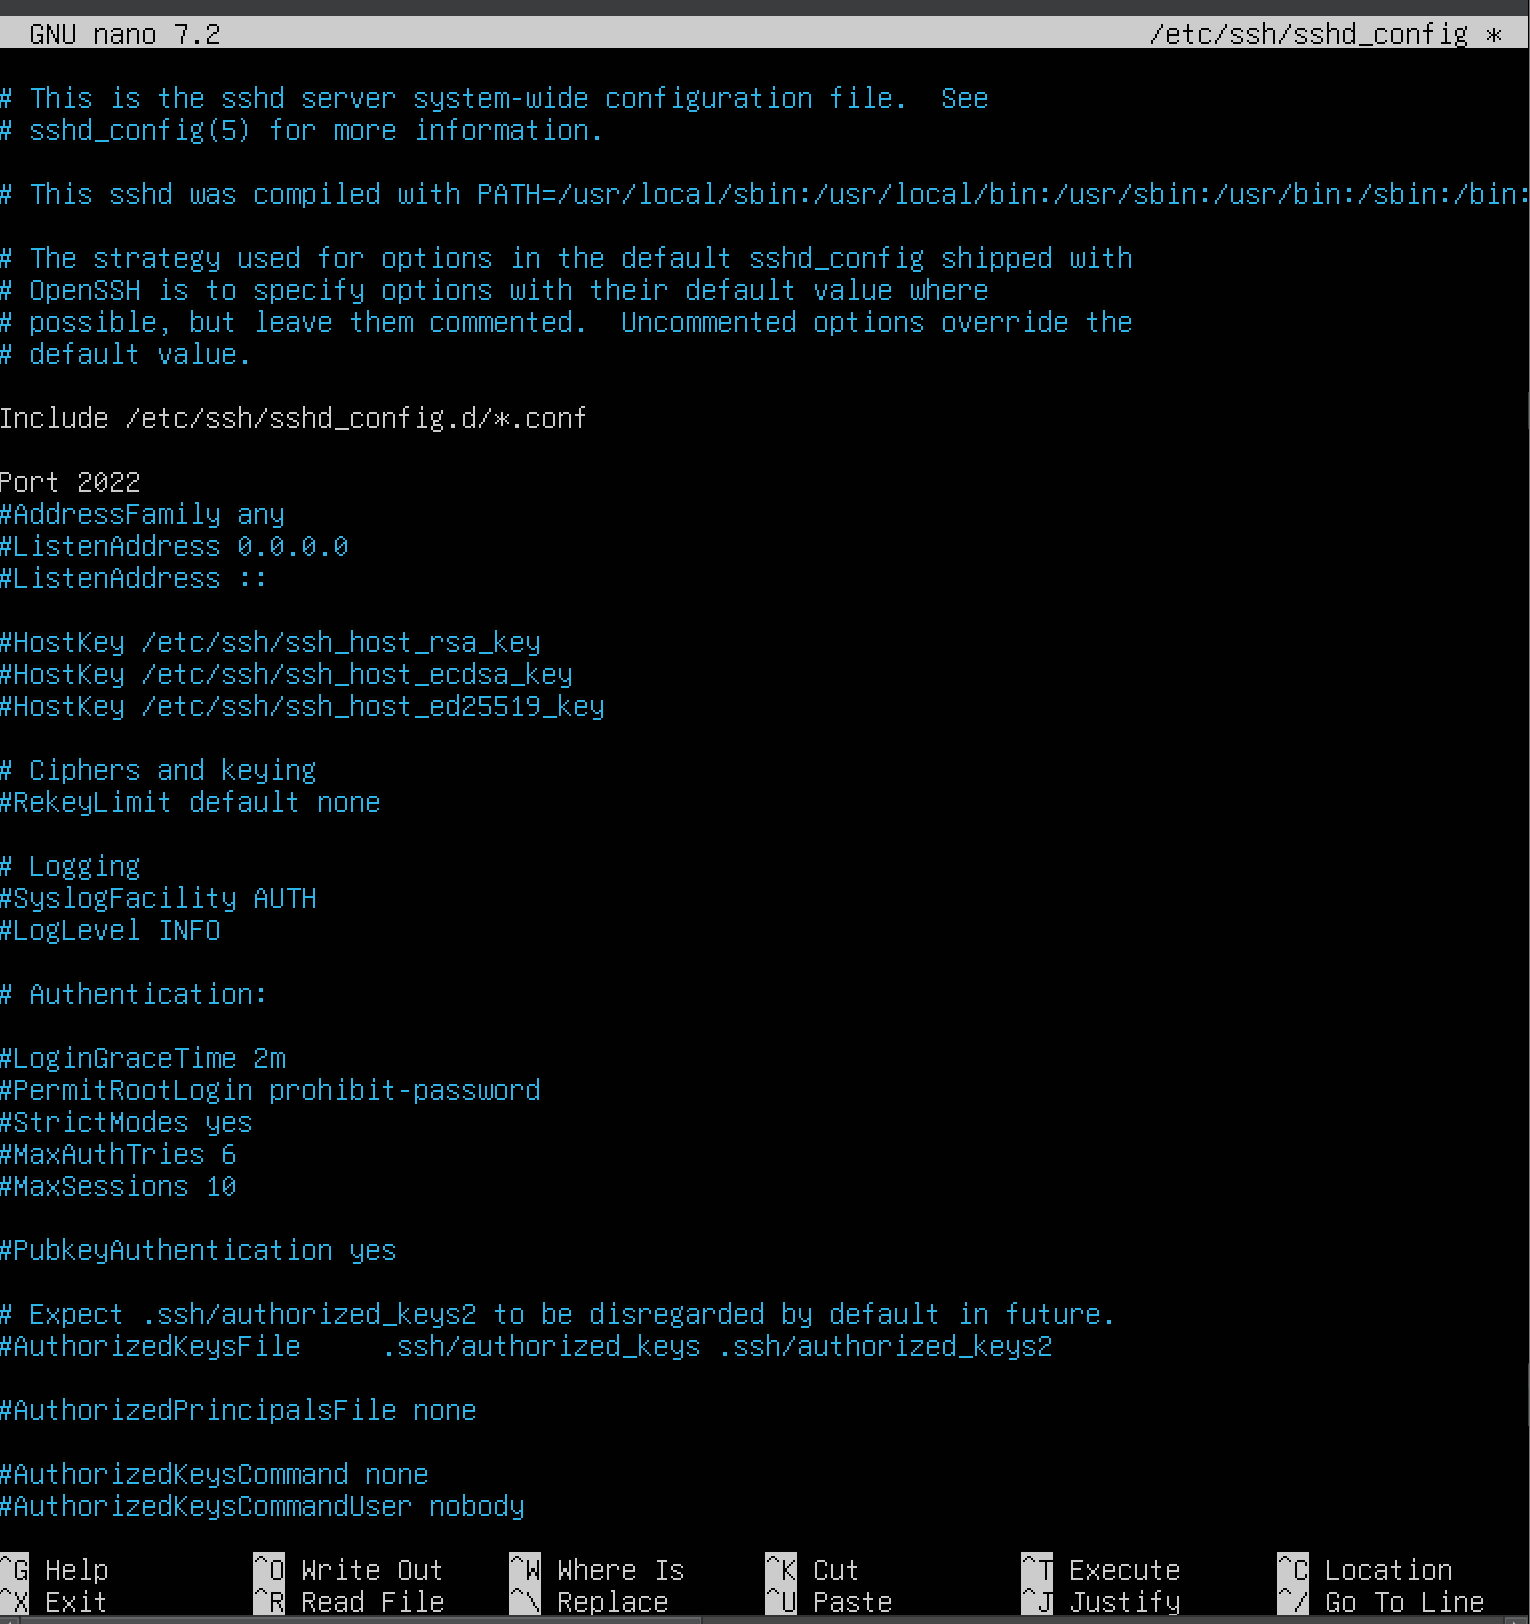 GNU nano 7.2 /etc/ssh/sshd_config *
# This is the sshd server system-wide configuration file.  See
# sshd_config(5) for more information.
# This sshd was compiled with PATH=/usr/local/sbin:/usr/local/bin:/usr/sbin:/usr/bin:/sbin:/bin:
# The strategy used for options in the default sshd_config shipped with
# OpenSSH is to specify options with their default value where
# possible, but leave them commented.  Uncommented options override the
# default value.
Include /etc/ssh/sshd_config.d/*.conf
Port 2022
#AddressFamily any
#ListenAddress 0.0.0.0
#ListenAddress ::
#HostKey /etc/ssh/ssh_host_rsa_key
#HostKey /etc/ssh/ssh_host_ecdsa_key
#HostKey /etc/ssh/ssh_host_ed25519_key
# Ciphers and keying
#RekeyLimit default none
# Logging
#SyslogFacility AUTH
#LogLevel INFO
# Authentication:
#LoginGraceTime 2m
#PermitRootLogin prohibit-password
#StrictModes yes
#MaxAuthTries 6
#MaxSessions 10
#PubkeyAuthentication yes
# Expect .ssh/authorized_keys2 to be disregarded by default in future.
#AuthorizedKeysFile     .ssh/authorized_keys .ssh/authorized_keys2
#AuthorizedPrincipalsFile none
#AuthorizedKeysCommand none
#AuthorizedKeysCommandUser nobody
^G Help ^O Write Out ^W Where Is ^K Cut ^T Execute ^C Location
^X Exit ^R Read File ^\ Replace ^U Paste ^J Justify ^/ Go To Line